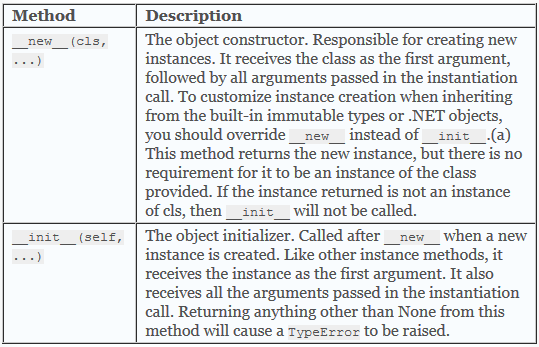 Method Description
__new__(cls, The object constructor. Responsible for creating new
...) instances. It receives the class as the first argument,
followed by all arguments passed in the instantiation
call. To customize instance creation when inheriting
from the built-in immutable types or .NET objects,
you should override __new__ instead of __init__.(a)
This method returns the new instance, but there is no
requirement for it to be an instance of the class
provided. If the instance returned is not an instance
of cls, then __init__ will not be called.
__init__(self, The object initializer. Called after __new__ when a new
...) instance is created. Like other instance methods, it
receives the instance as the first argument. It also
receives all the arguments passed in the instantiation
call. Returning anything other than None from this
method will cause a TypeError to be raised.